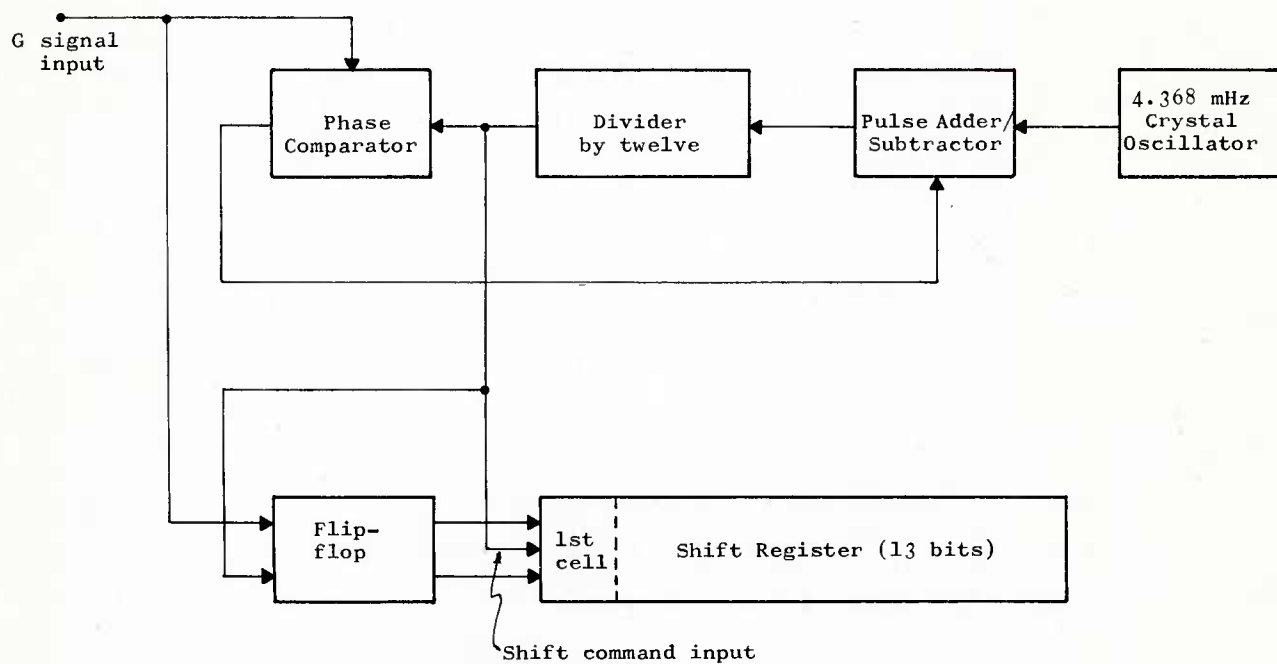 G signal
input
Phase
Comparator
Divider
by twelve
Pulse Adder/
Subtractor
4.368 mHz
Crystal
Oscillator
Flip-
flop
1st
cell
Shift Register (13 bits)
Shift command input